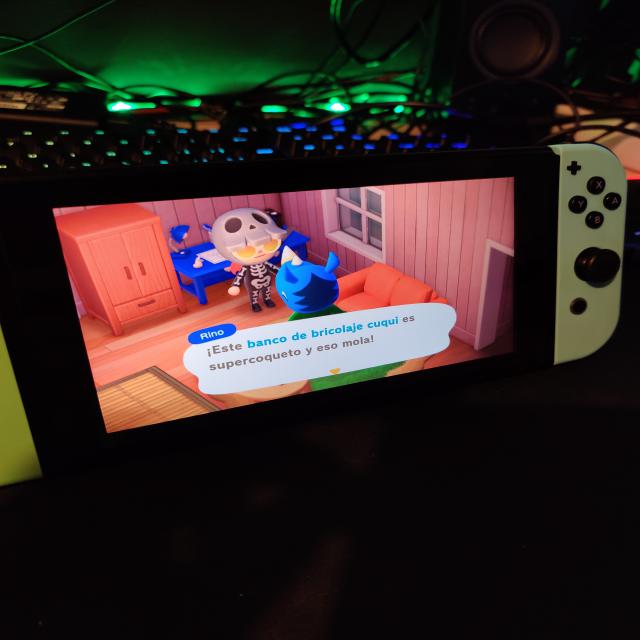 Rino
¡Este banco de bricolaje cuqui es
supercoqueto y eso mola!
X
Y
A
B